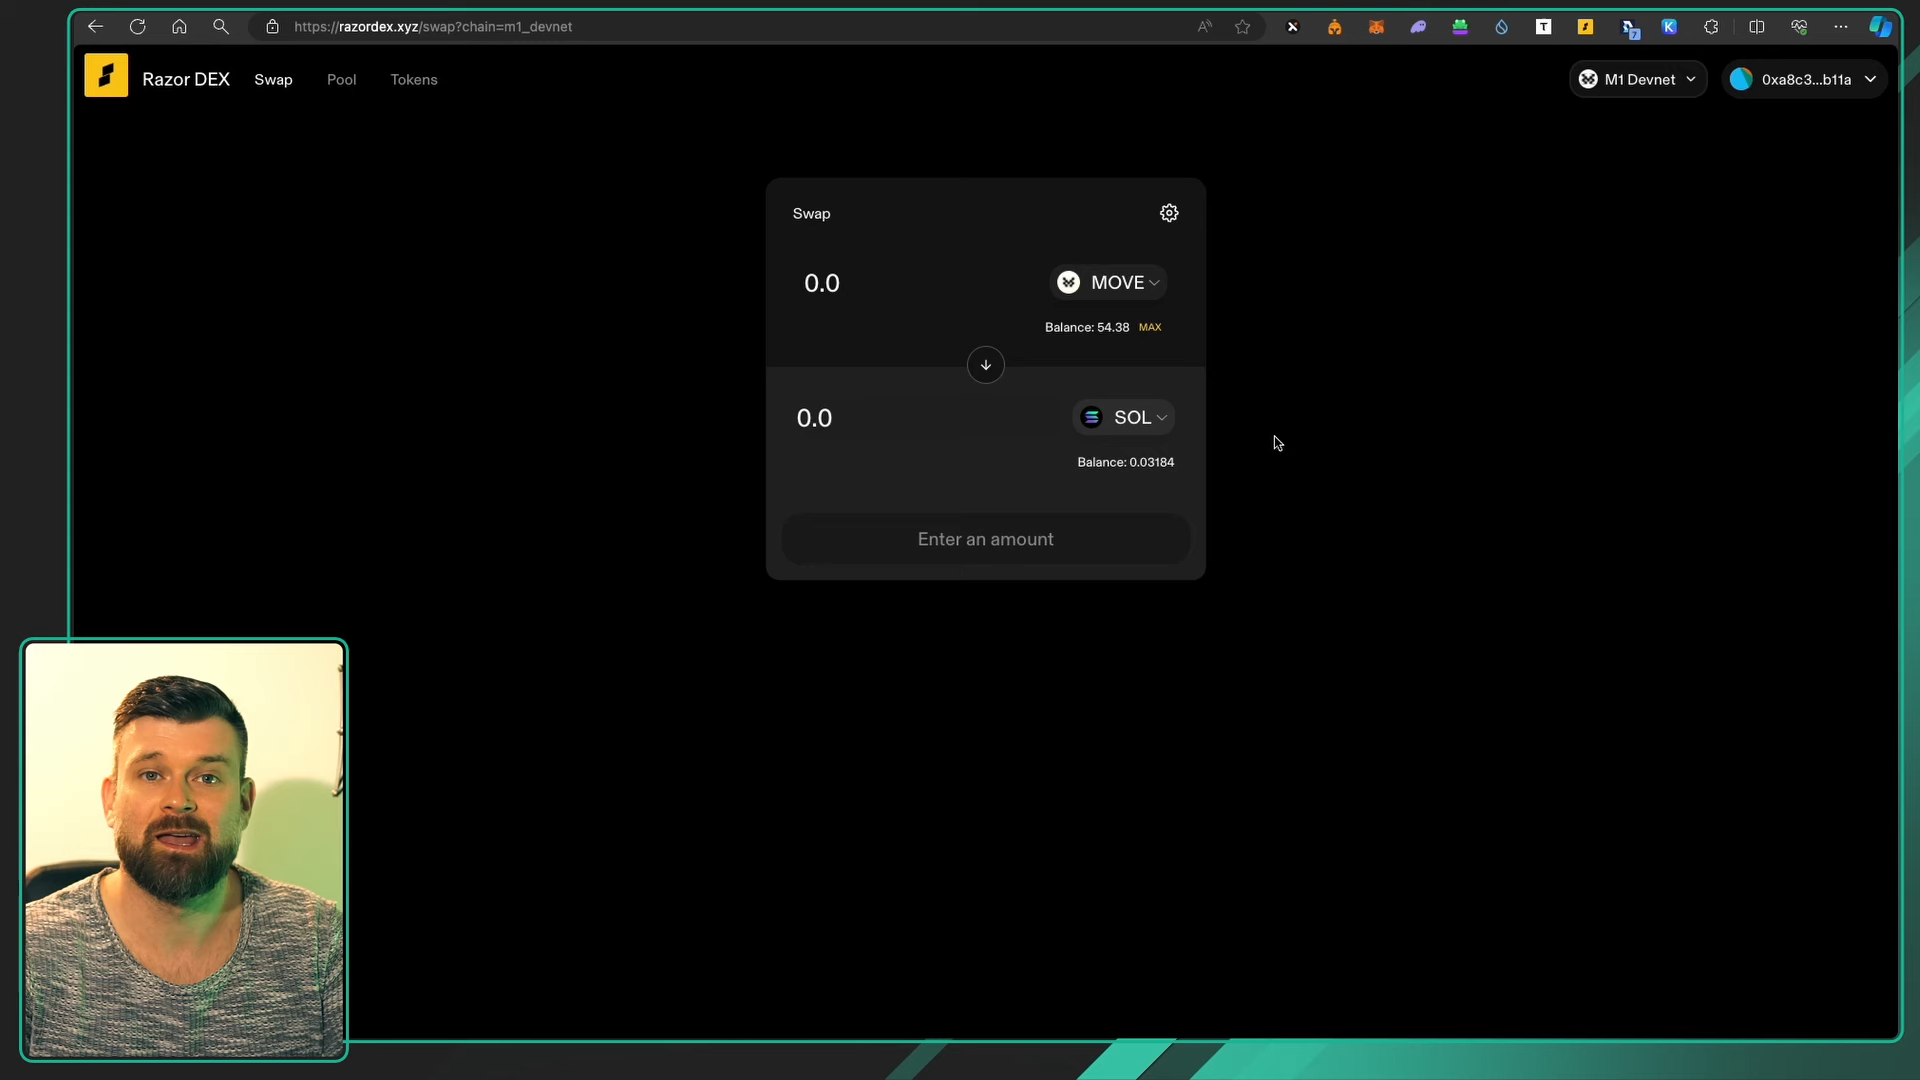 https://razordex.xyz/swap?chain=m1_devnet
A
T
7
K
Razor DEX Swap Pool Tokens
M1 Devnet 0xa8c3...b11a
Swap
0.0 MOVE
Balance: 54.38 MAX
0.0 SOL
Balance: 0.03184
Enter an amount